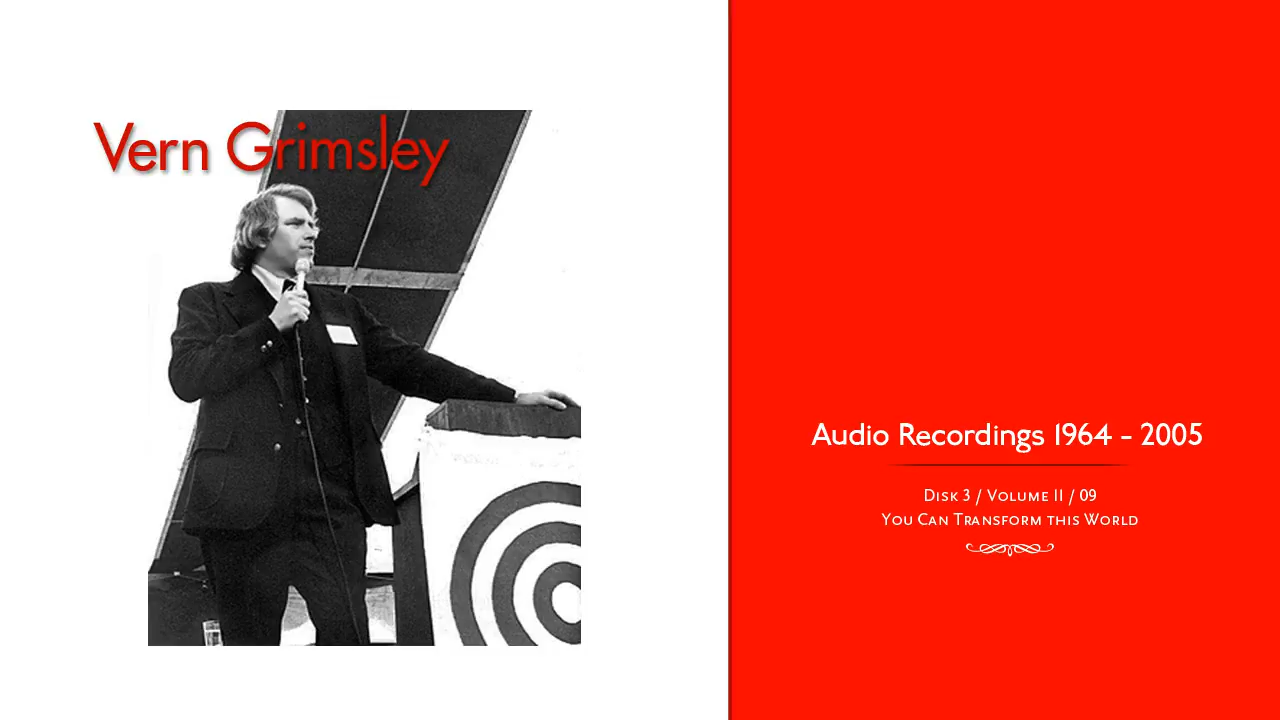 Vern Grimsley
Audio Recordings 1964 - 2005
Disk 3 / Volume II / 09
You Can Transform this World